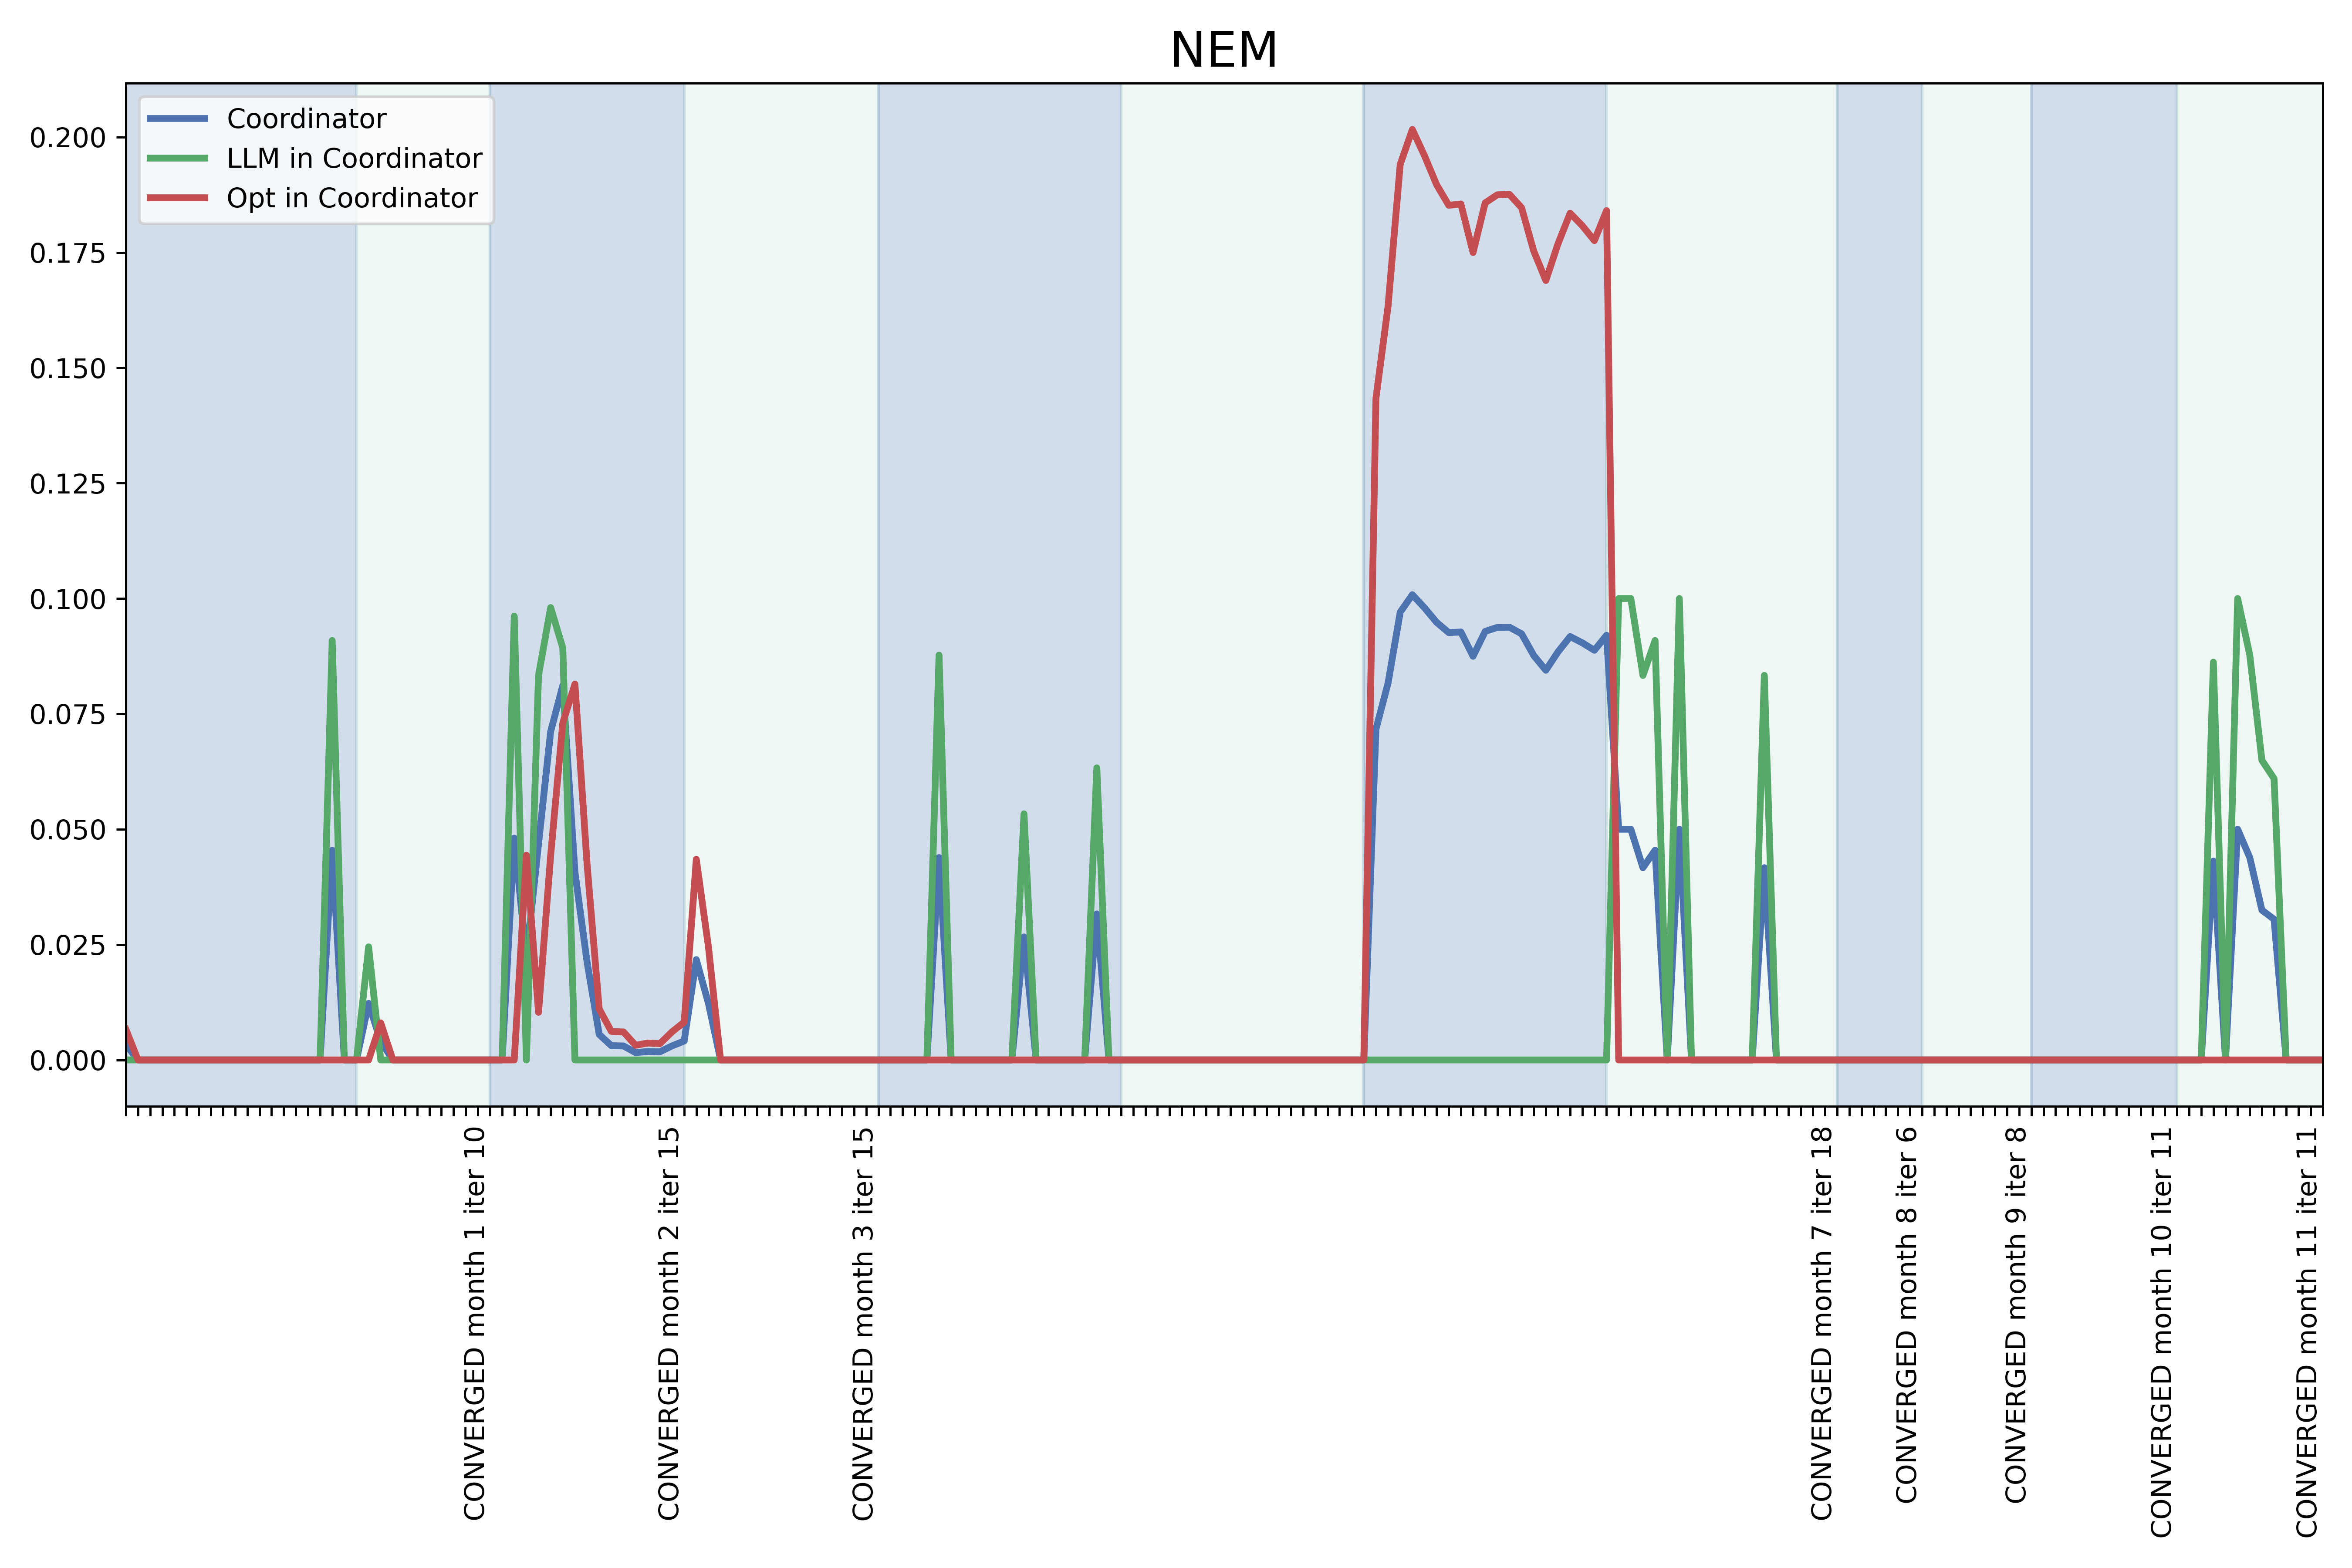 NEM
Coordinator
LLM in Coordinator
Opt in Coordinator
0.200
0.175
0.150
0.125
0.100
0.075
0.050
0.025
0.000
CONVERGED month 1 iter 10
CONVERGED month 2 iter 15
CONVERGED month 3 iter 15
CONVERGED month 7 iter 18
CONVERGED month 8 iter 6
CONVERGED month 9 iter 8
CONVERGED month 10 iter 11
CONVERGED month 11 iter 11